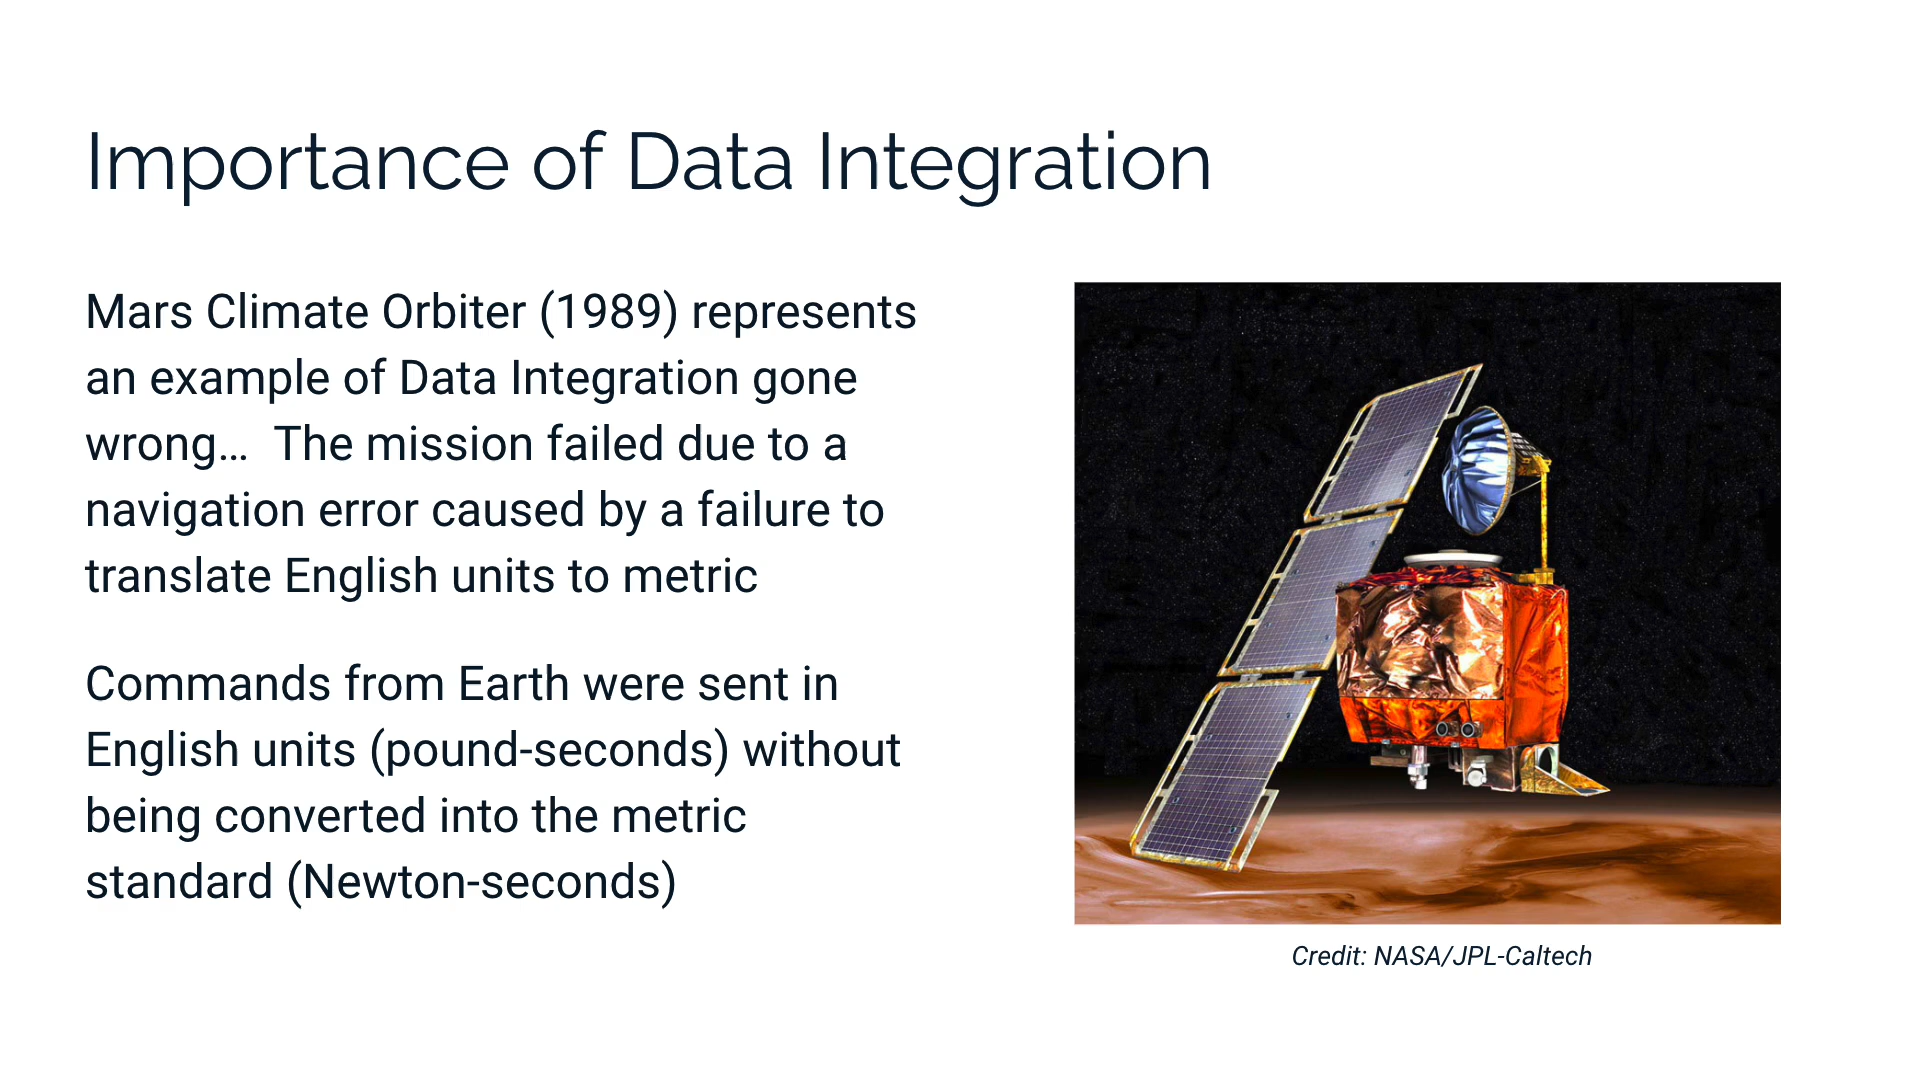 Importance of Data Integration
Mars Climate Orbiter (1989) represents
an example of Data Integration gone
wrong...  The mission failed due to a
navigation error caused by a failure to
translate English units to metric
Commands from Earth were sent in
English units (pound-seconds) without
being converted into the metric
standard (Newton-seconds)
Credit: NASA/JPL-Caltech